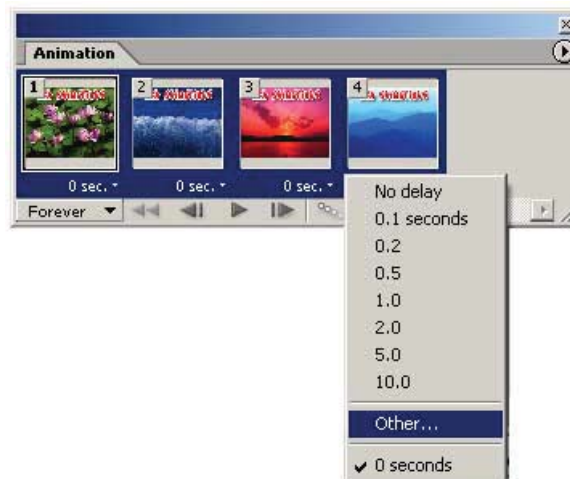 Animation
1 2 3 4
0 sec. 0 sec. 0 sec.
Forever
No delay
0.1 seconds
0.2
0.5
1.0
2.0
5.0
10.0
Other...
0 seconds